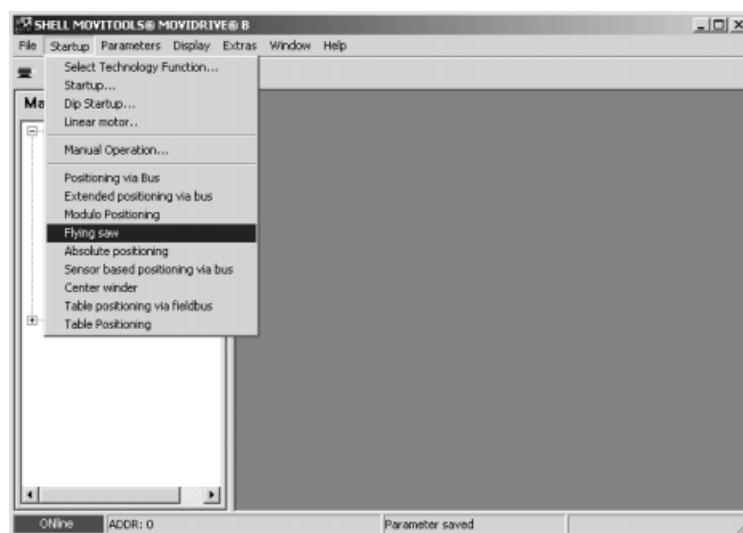 SHELL MOVITOOLS® MOVIDRIVE® B
File Startup Parameters Display Extras Window Help
Select Technology Function...
Startup...
Ma
Dip Startup...
Linear motor..
Manual Operation...
Positioning via Bus
Extended positioning via bus
Modulo Positioning
Flying saw
Absolute positioning
Sensor based positioning via bus
Center winder
Table positioning via fieldbus
Table Positioning
ONline ADDR: 0 Parameter saved